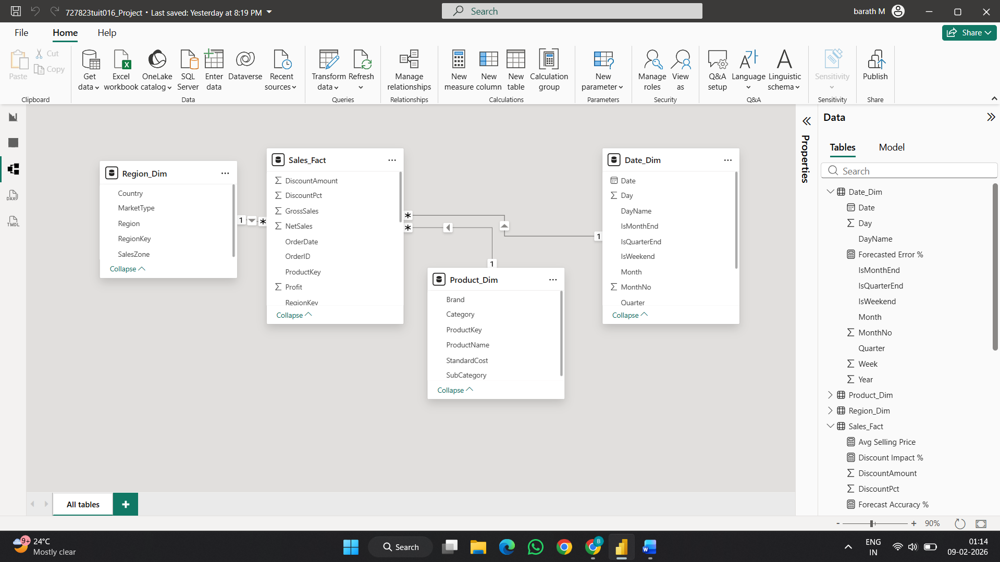 727823tuit016_Project • Last saved: Yesterday at 8:19 PM
Search
barath M
File
Home
Help
Share
Paste
Cut
Copy
Clipboard
Get data
Excel workbook
OneLake catalog
SQL Server
Enter data
Dataverse
Recent sources
Data
Transform data
Refresh
Queries
Manage relationships
Relationships
New measure
New column
New table
Calculation group
Calculations
New parameter
Parameters
Manage roles
View as
Security
Q&A setup
Language
Linguistic schema
Q&A
Sensitivity
Sensitivity
Publish
Share
DAX
TMDL
Region_Dim
Country
MarketType
Region
RegionKey
SalesZone
Collapse
1
*
Sales_Fact
DiscountAmount
DiscountPct
GrossSales
NetSales
OrderDate
OrderID
ProductKey
Profit
RegionKey
Collapse
*
*
1
1
Product_Dim
Brand
Category
ProductKey
ProductName
StandardCost
SubCategory
Collapse
Date_Dim
Date
Day
DayName
IsMonthEnd
IsQuarterEnd
IsWeekend
Month
MonthNo
Quarter
Collapse
Properties
Data
Tables
Model
Search
Date_Dim
Date
Day
DayName
Forecasted Error %
IsMonthEnd
IsQuarterEnd
IsWeekend
Month
MonthNo
Quarter
Week
Year
Product_Dim
Region_Dim
Sales_Fact
Avg Selling Price
Discount Impact %
DiscountAmount
DiscountPct
Forecast Accuracy %
All tables
- + 90%
9+
24°C
Mostly clear
Search
B
W
ENG
IN
01:14
09-02-2026